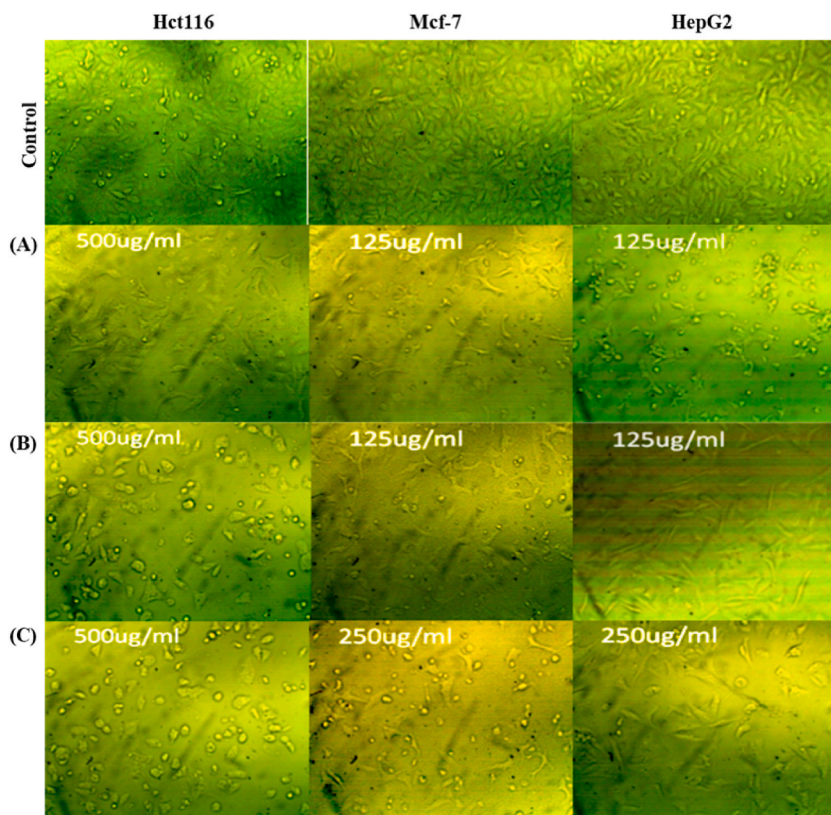 Hct116 Mcf-7 HepG2
Control
(A) 500ug/ml 125ug/ml 125ug/ml
(B) 500ug/ml 125ug/ml 125ug/ml
(C) 500ug/ml 250ug/ml 250ug/ml